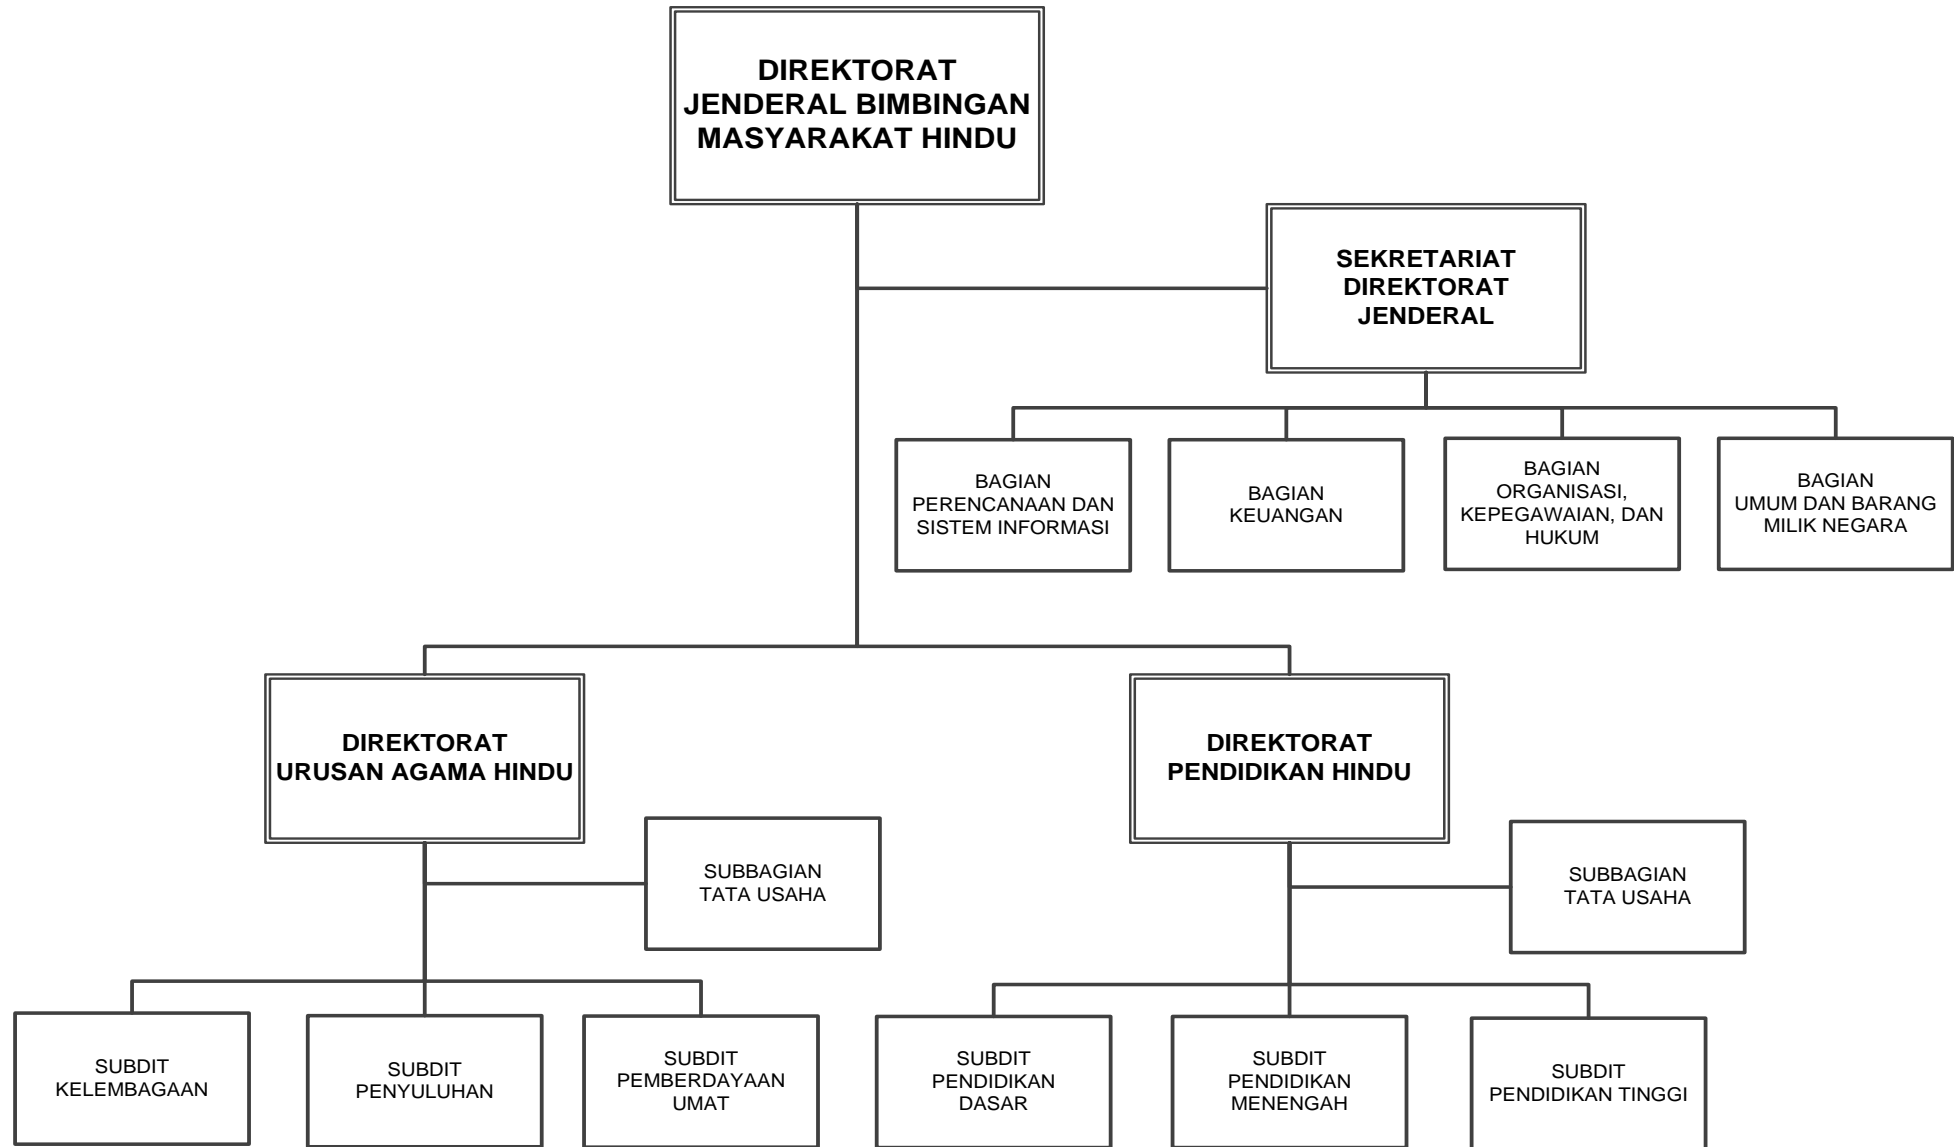 DIREKTORAT
JENDERAL BIMBINGAN
MASYARAKAT HINDU
SEKRETARIAT
DIREKTORAT
JENDERAL
BAGIAN
PERENCANAAN DAN
SISTEM INFORMASI
BAGIAN
KEUANGAN
BAGIAN
ORGANISASI,
KEPEGAWAIAN, DAN
HUKUM
BAGIAN
UMUM DAN BARANG
MILIK NEGARA
DIREKTORAT
URUSAN AGAMA HINDU
DIREKTORAT
PENDIDIKAN HINDU
SUBBAGIAN
TATA USAHA
SUBBAGIAN
TATA USAHA
SUBDIT
KELEMBAGAAN
SUBDIT
PENYULUHAN
SUBDIT
PEMBERDAYAAN
UMAT
SUBDIT
PENDIDIKAN
DASAR
SUBDIT
PENDIDIKAN
MENENGAH
SUBDIT
PENDIDIKAN TINGGI